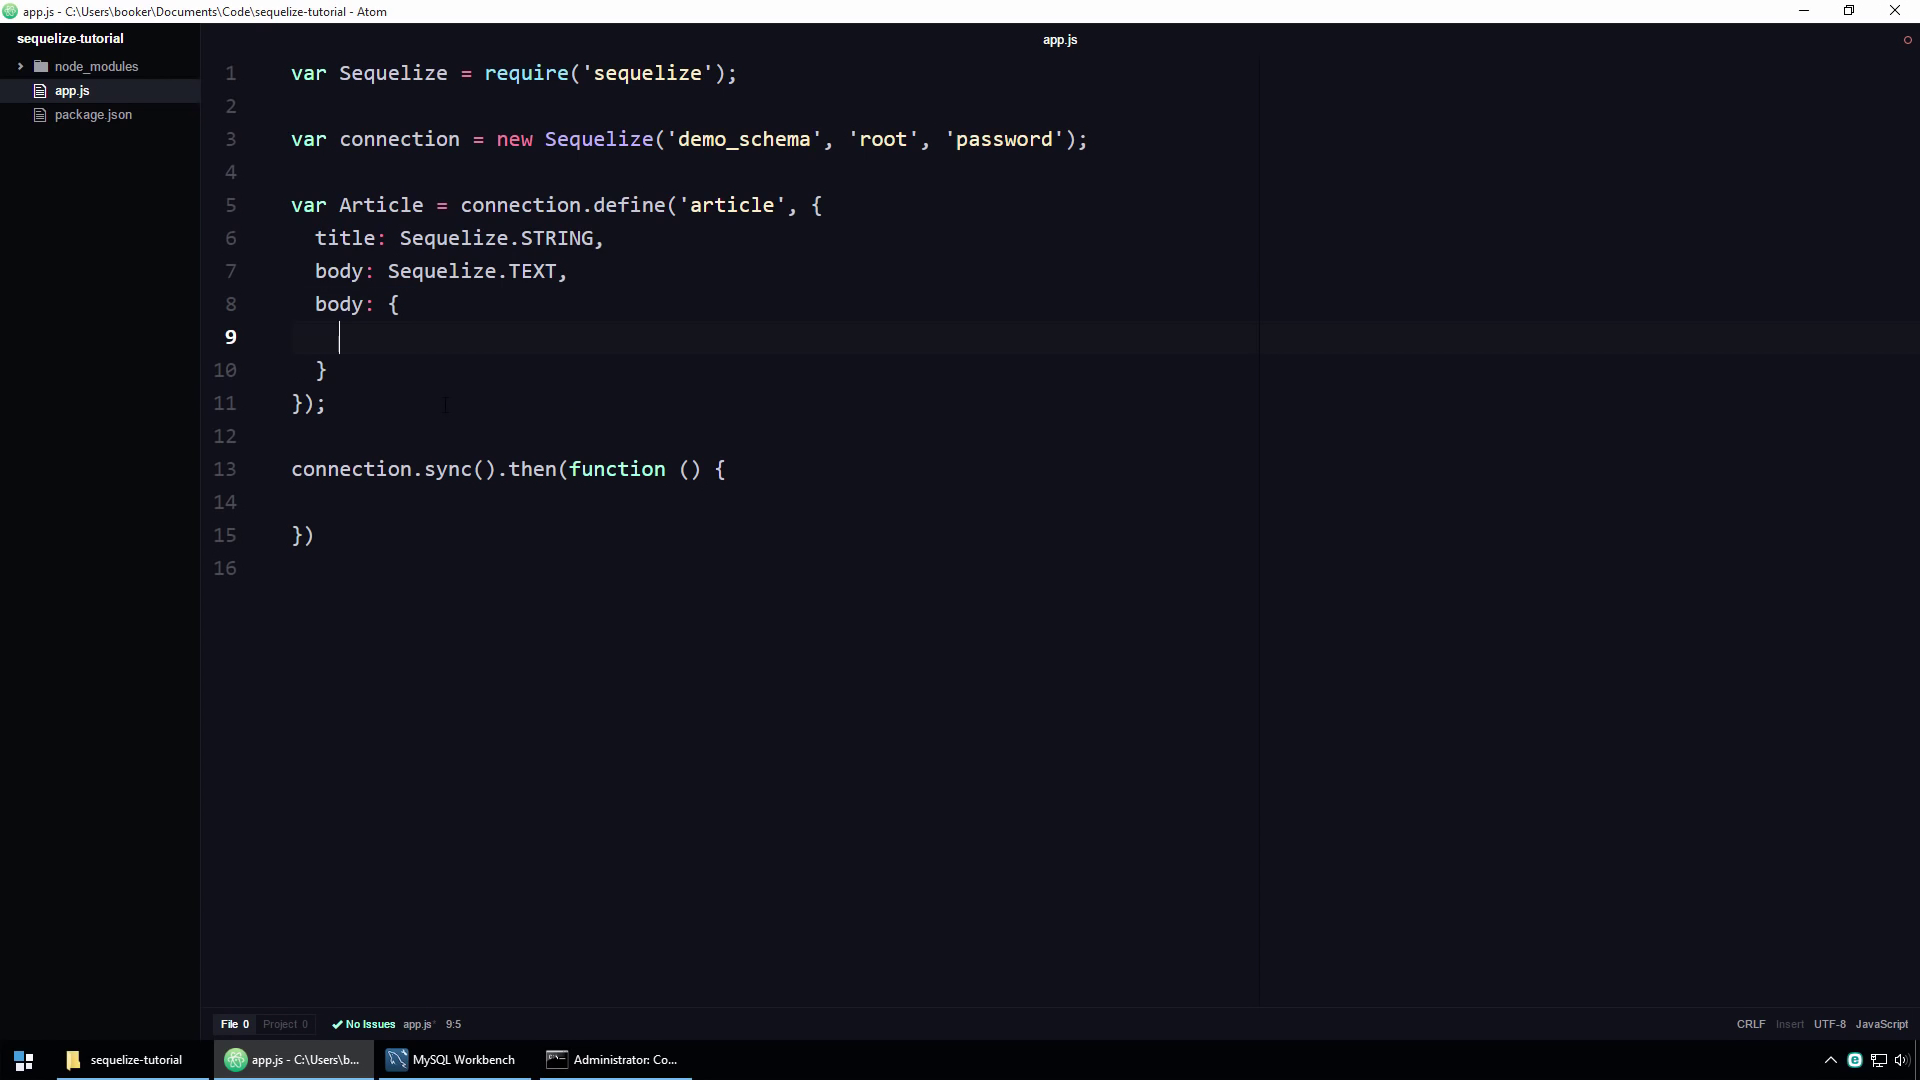 app.js - C:\Users\booker\Documents\Code\sequelize-tutorial - Atom
sequelize-tutorial
node_modules
app.js
package.json
app.js
1 var Sequelize = require('sequelize');
2
3 var connection = new Sequelize('demo_schema', 'root', 'password');
4
5 var Article = connection.define('article', {
6 title: Sequelize.STRING,
7 body: Sequelize.TEXT,
8 body: {
9
10 }
11 });
12
13 connection.sync().then(function () {
14
15 })
16
File 0 Project 0 No Issues app.js* 9:5 CRLF Insert UTF-8 JavaScript
sequelize-tutorial app.js - C:\Users\b... MySQL Workbench Administrator: Co...